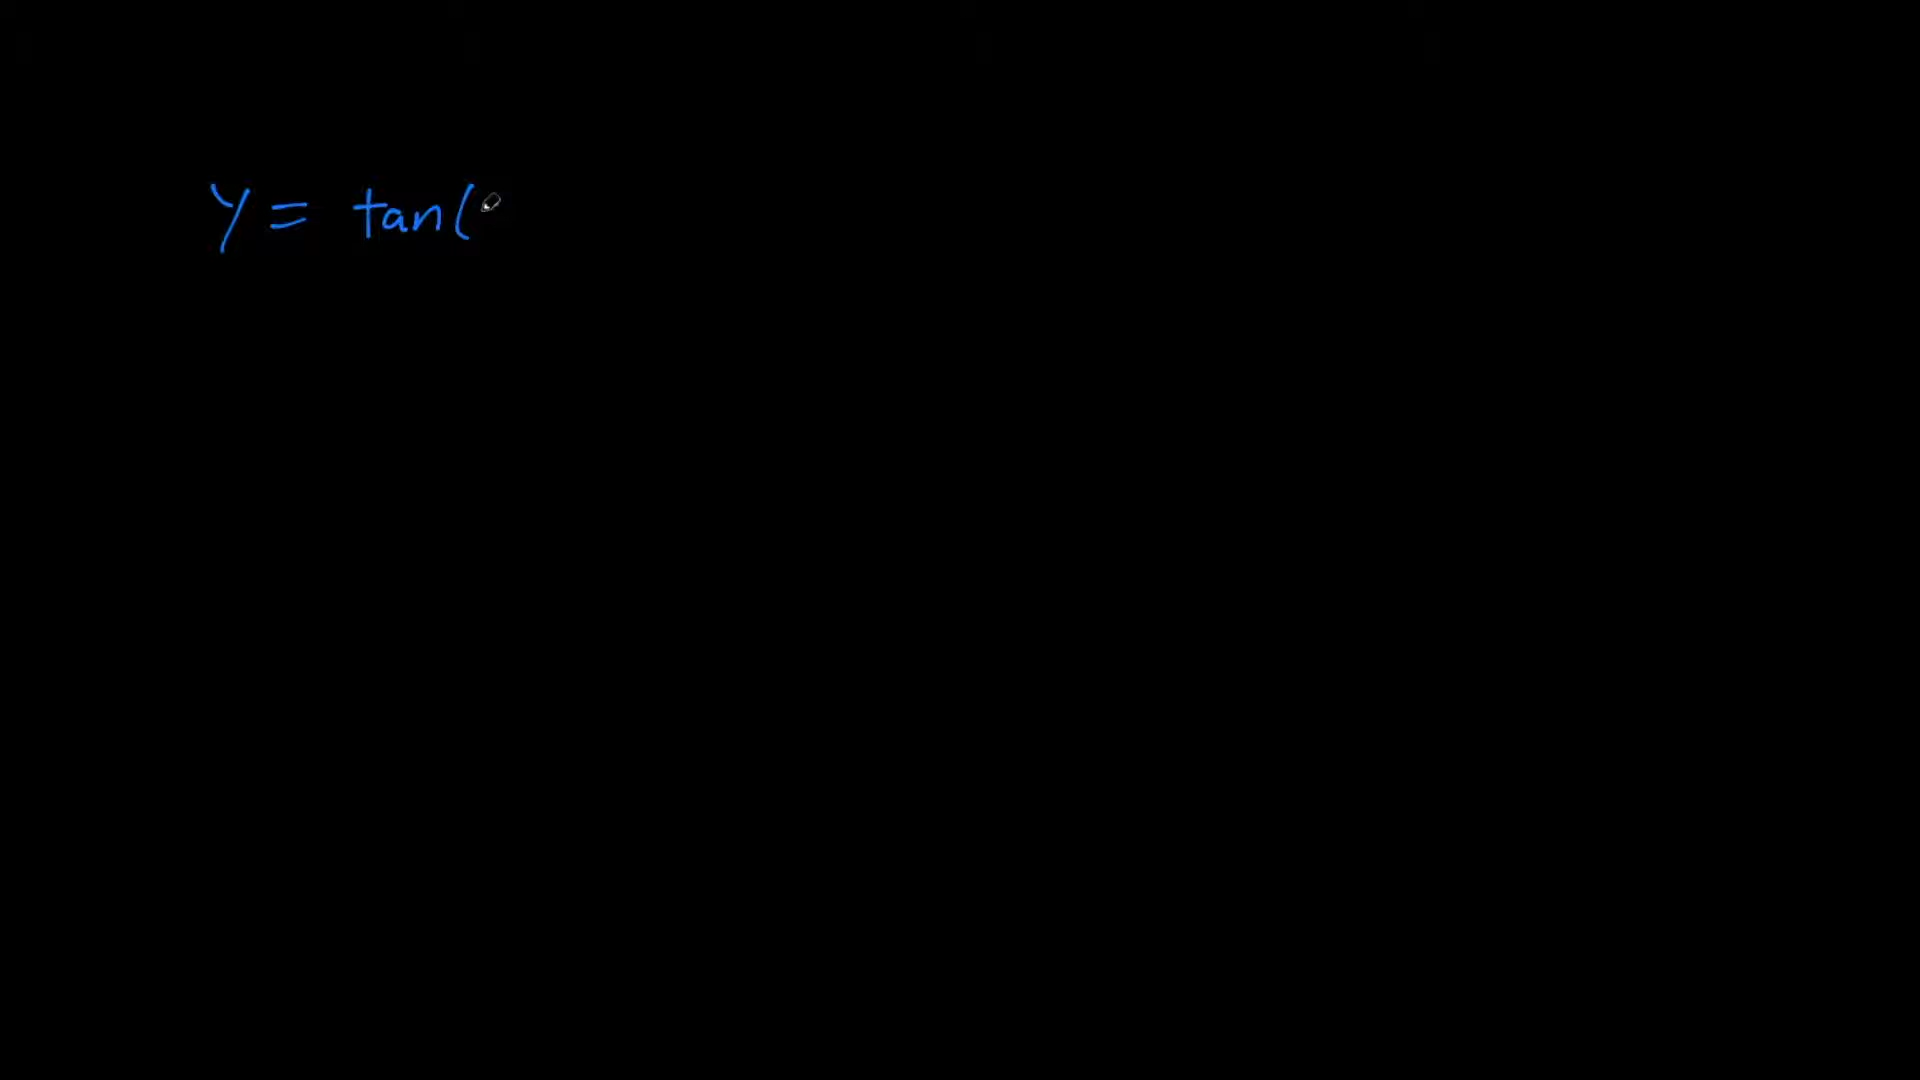 y = tan(